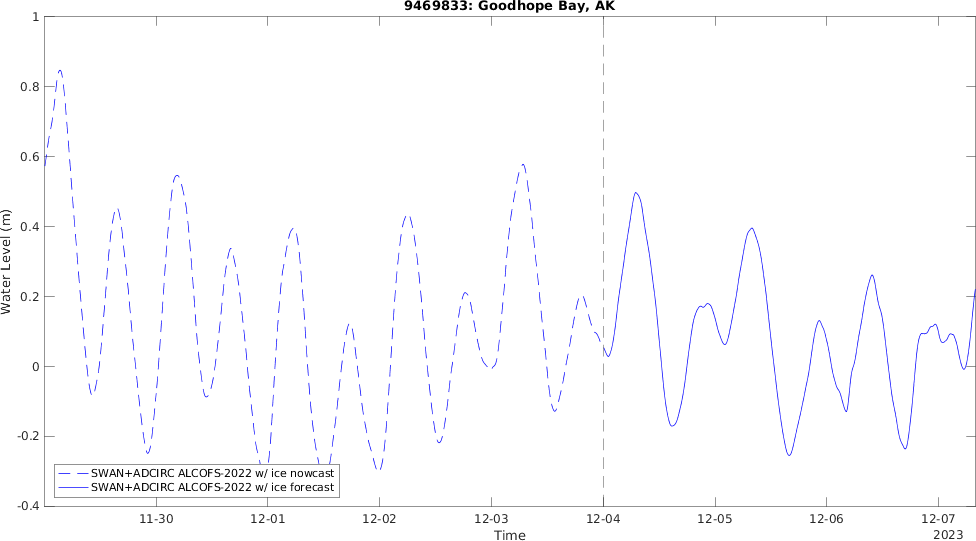 9469833: Goodhope Bay, AK
Water Level (m)
1
0.8
0.6
0.4
0.2
0
-0.2
-0.4
SWAN+ADCIRC ALCOFS-2022 w/ ice nowcast
SWAN+ADCIRC ALCOFS-2022 w/ ice forecast
11-30 12-01 12-02 12-03 12-04 12-05 12-06 12-07
Time 2023